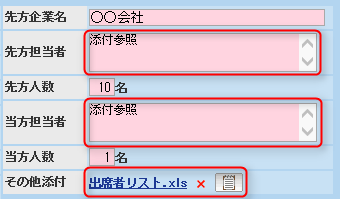 先方企業名 〇〇会社
先方担当者 添付参照
先方人数 10 名
当方担当者 添付参照
当方人数 1 名
その他添付 出席者リスト.xls ×